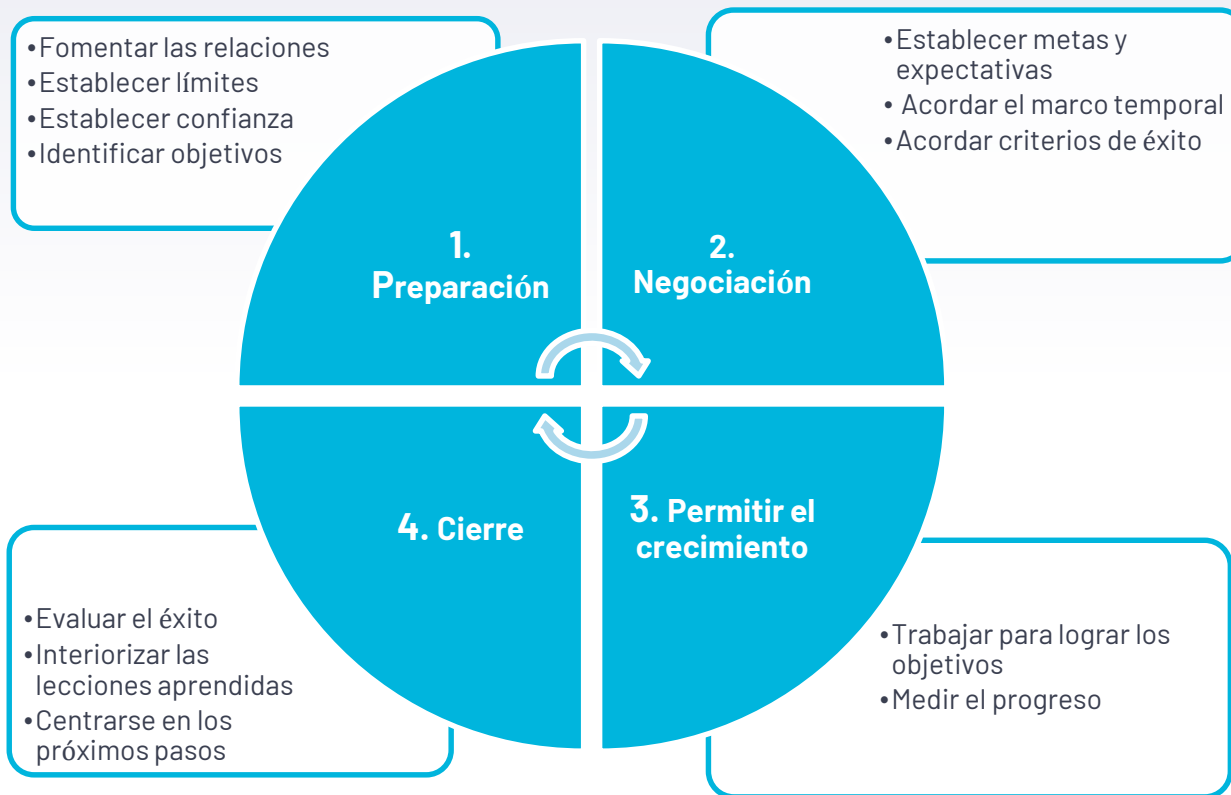 • Fomentar las relaciones
• Establecer límites
• Establecer confianza
• Identificar objetivos
• Establecer metas y
expectativas
• Acordar el marco temporal
• Acordar criterios de éxito
1.
Preparación
2.
Negociación
4. Cierre
3. Permitir el
crecimiento
• Evaluar el éxito
• Interiorizar las
lecciones aprendidas
• Centrarse en los
próximos pasos
• Trabajar para lograr los
objetivos
• Medir el progreso